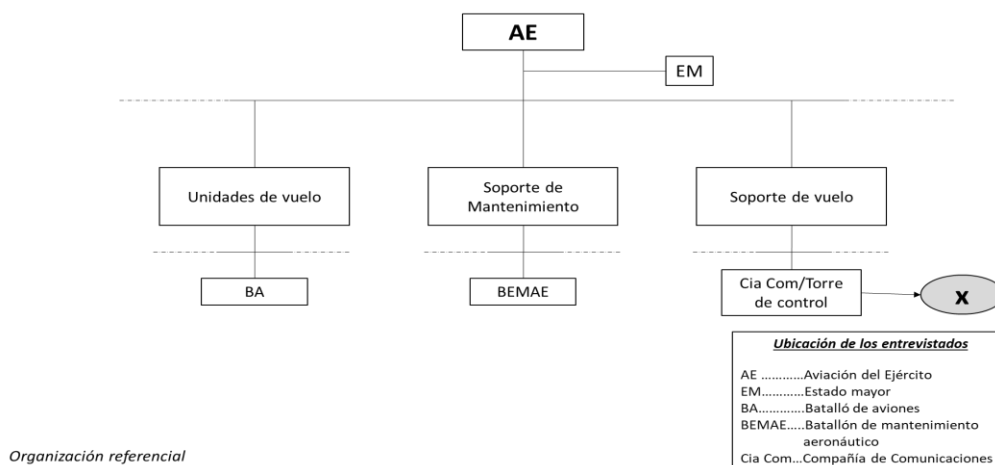 AE
EM
Unidades de vuelo
Soporte de
Mantenimiento
Soporte de vuelo
BA
BEMAE
Cia Com/Torre
de control
x
Ubicación de los entrevistados
AE ............Aviación del Ejército
EM............Estado mayor
BA.............Batalló de aviones
BEMAE.....Batallón de mantenimiento
aeronáutico
Cia Com...Compañía de Comunicaciones
Organización referencial